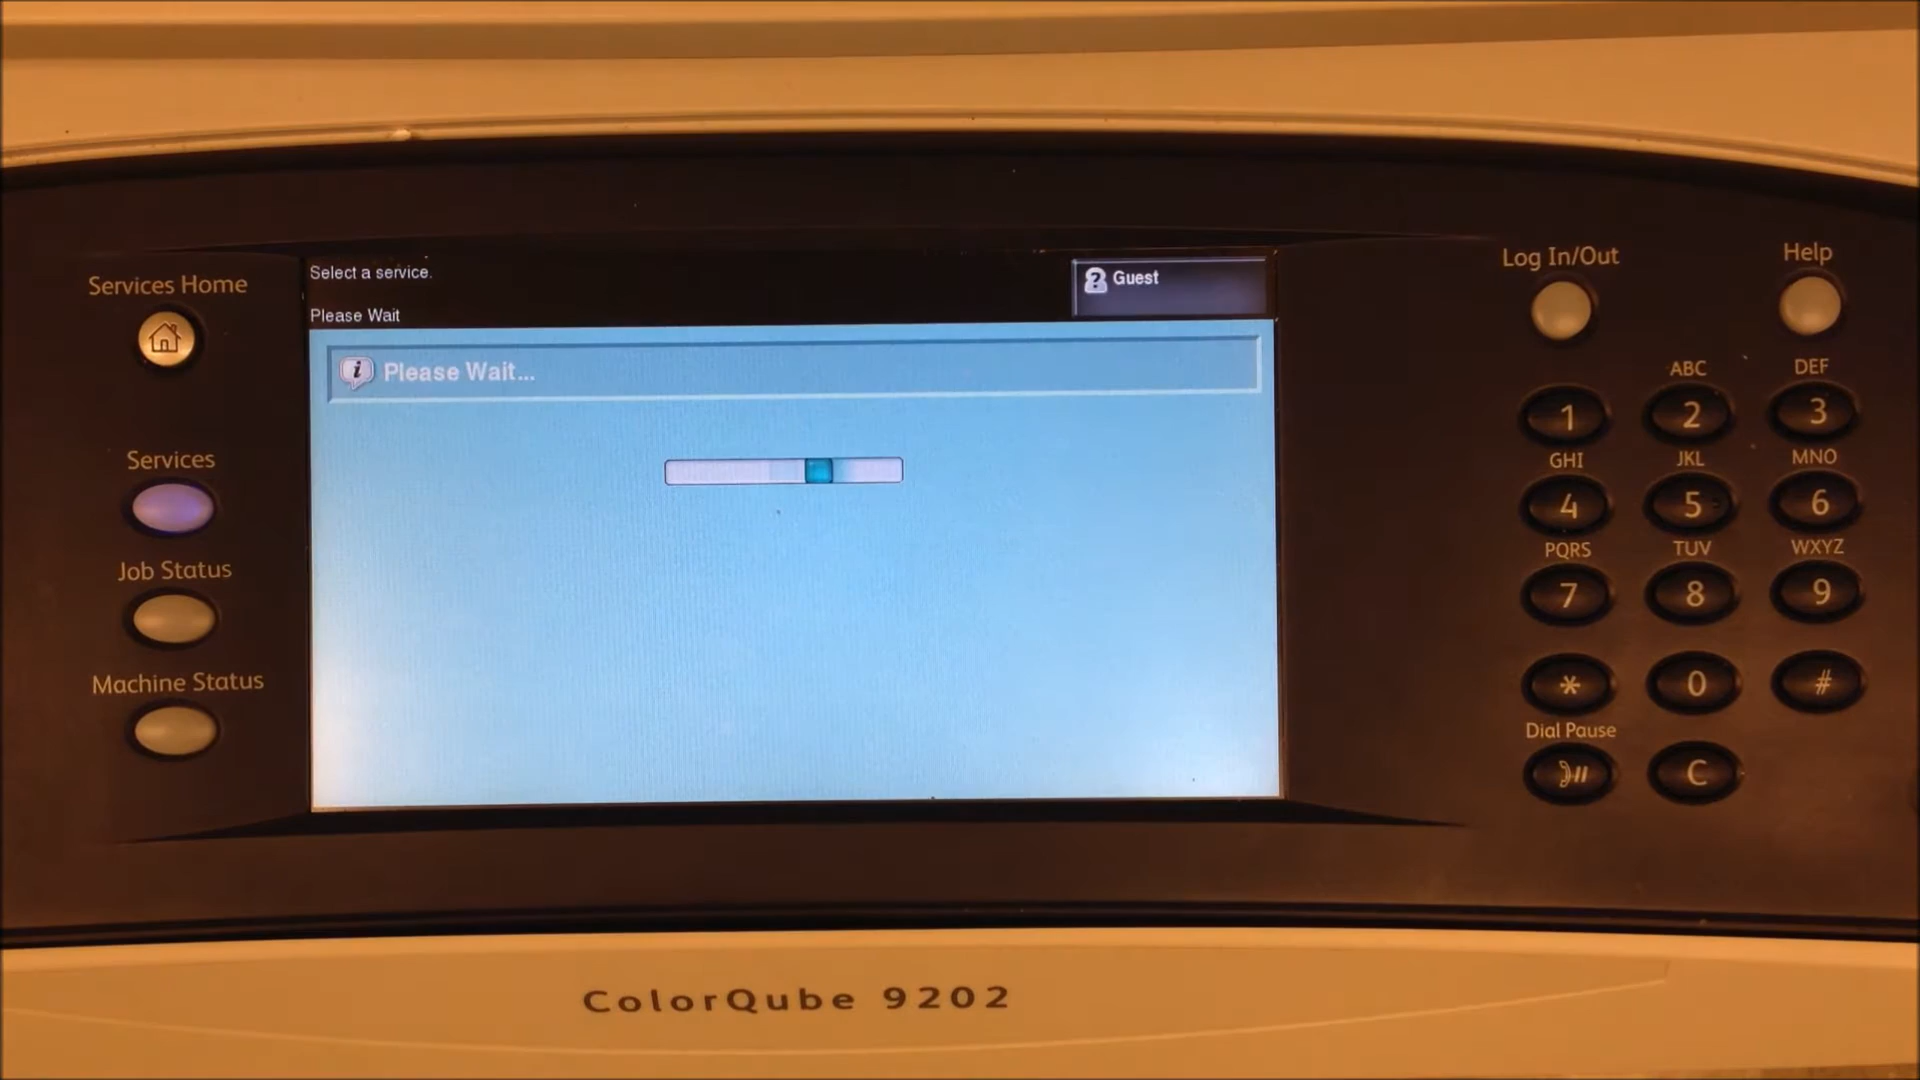 Select a service.
Guest
Please Wait
Please Wait...
Services Home
Services
Job Status
Machine Status
Log In/Out
Help
ABC
DEF
1
2
3
GHI
JKL
MNO
4
5
6
PQRS
TUV
WXYZ
7
8
9
*
0
#
Dial Pause
C
ColorQube 9202